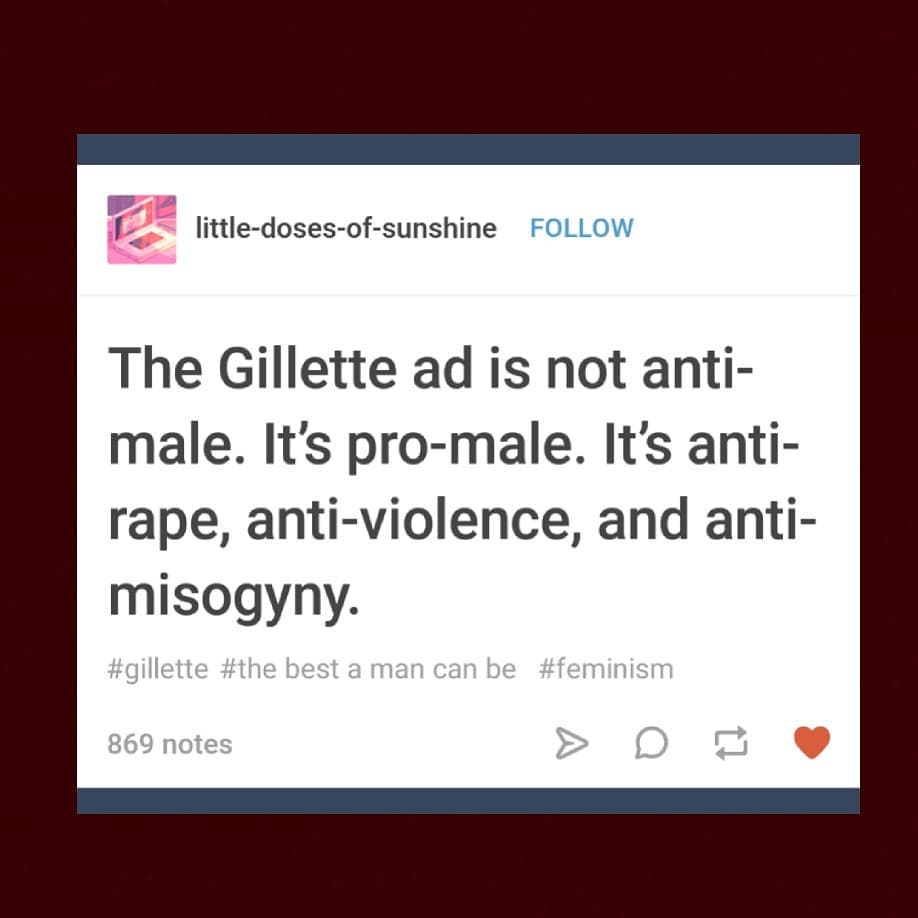 little-doses-of-sunshine FOLLOW
The Gillette ad is not anti-
male. It’s pro-male. It’s anti-
rape, anti-violence, and anti-
misogyny.
#gillette #the best a man can be #feminism
869 notes